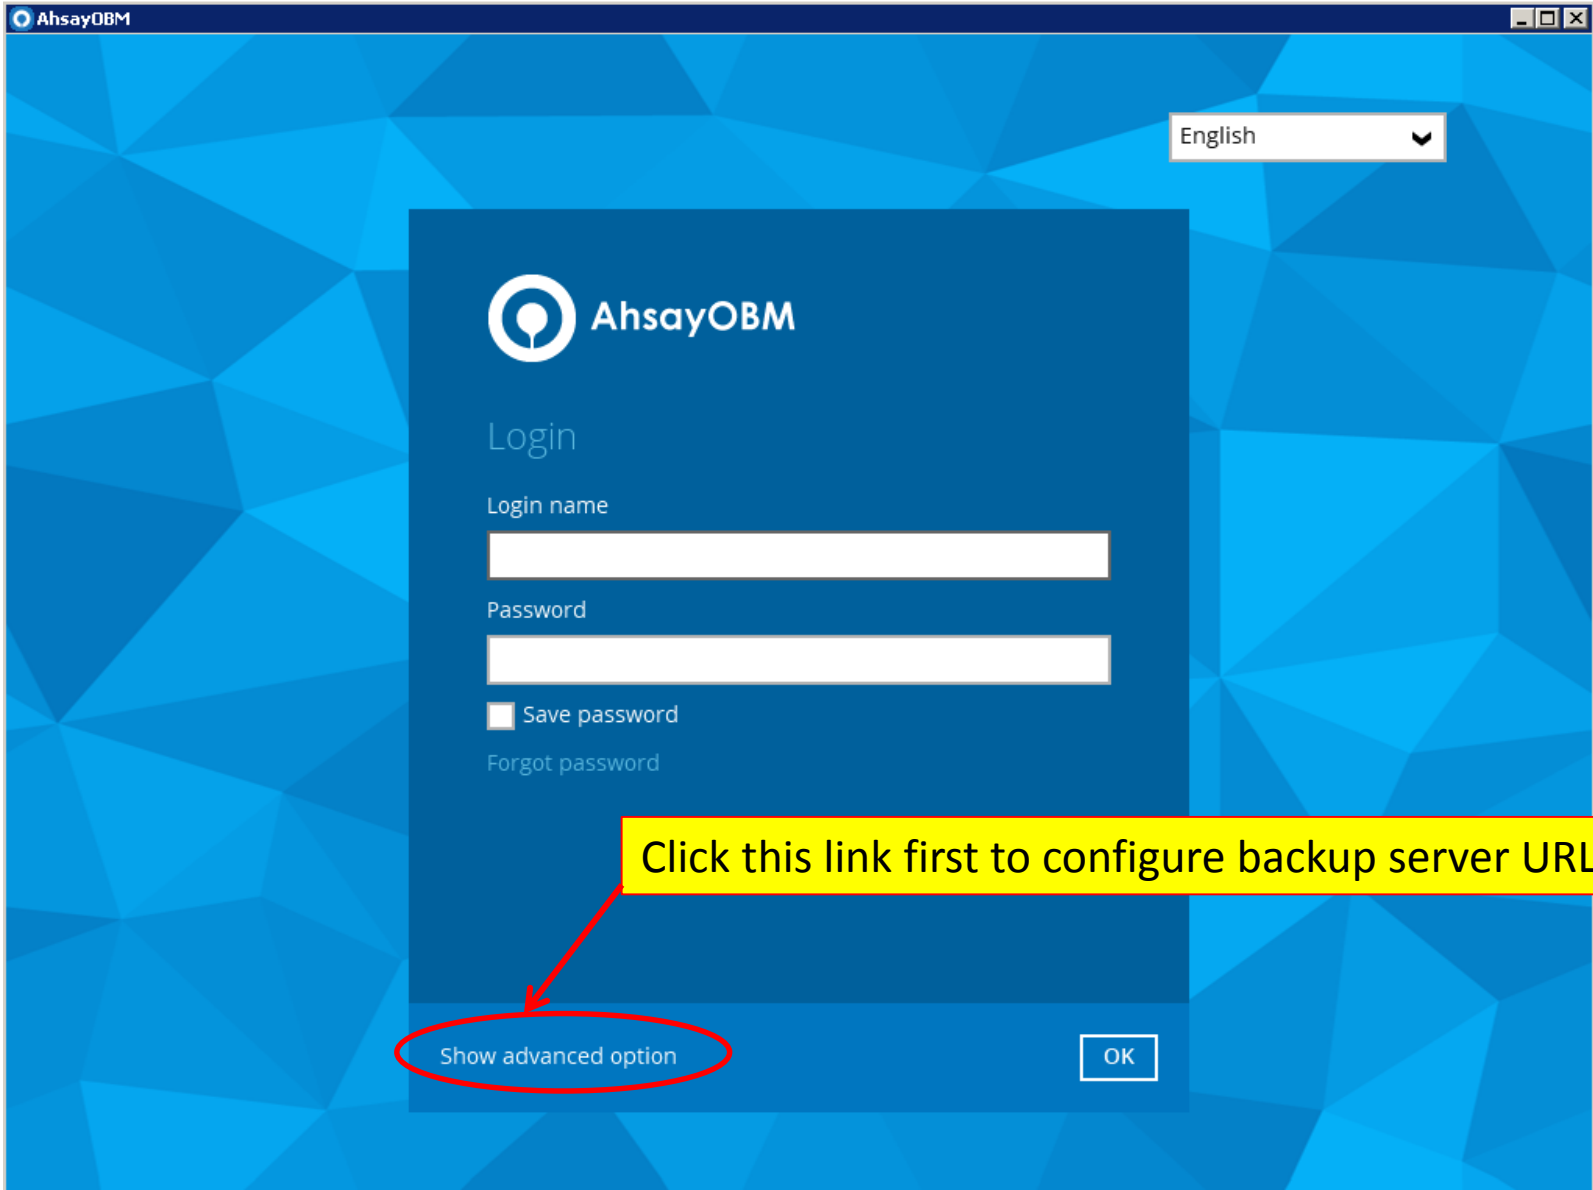 AhsayOBM
English
AhsayOBM
Login
Login name
Password
Save password
Forgot password
Click this link first to configure backup server URL
Show advanced option
OK